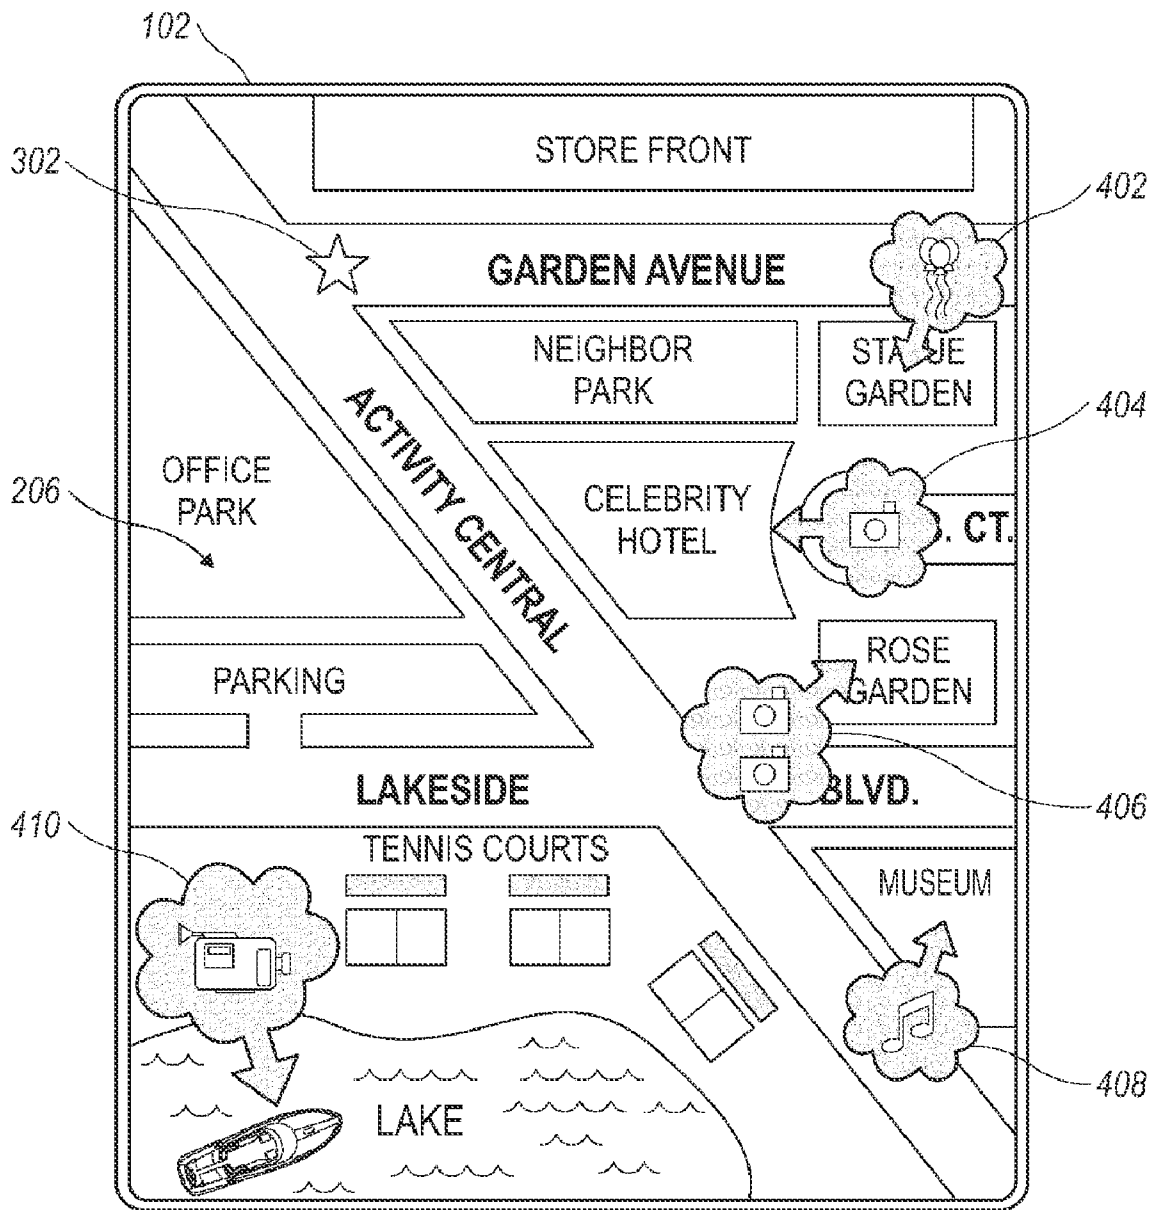 102
STORE FRONT
302
402
GARDEN AVENUE
NEIGHBOR
PARK
STATUE
GARDEN
404
ACTIVITY CENTRAL
OFFICE
PARK
206
CELEBRITY
HOTEL
. CT.
ROSE
GARDEN
PARKING
LAKESIDE
BLVD.
406
410
TENNIS COURTS
MUSEUM
408
LAKE